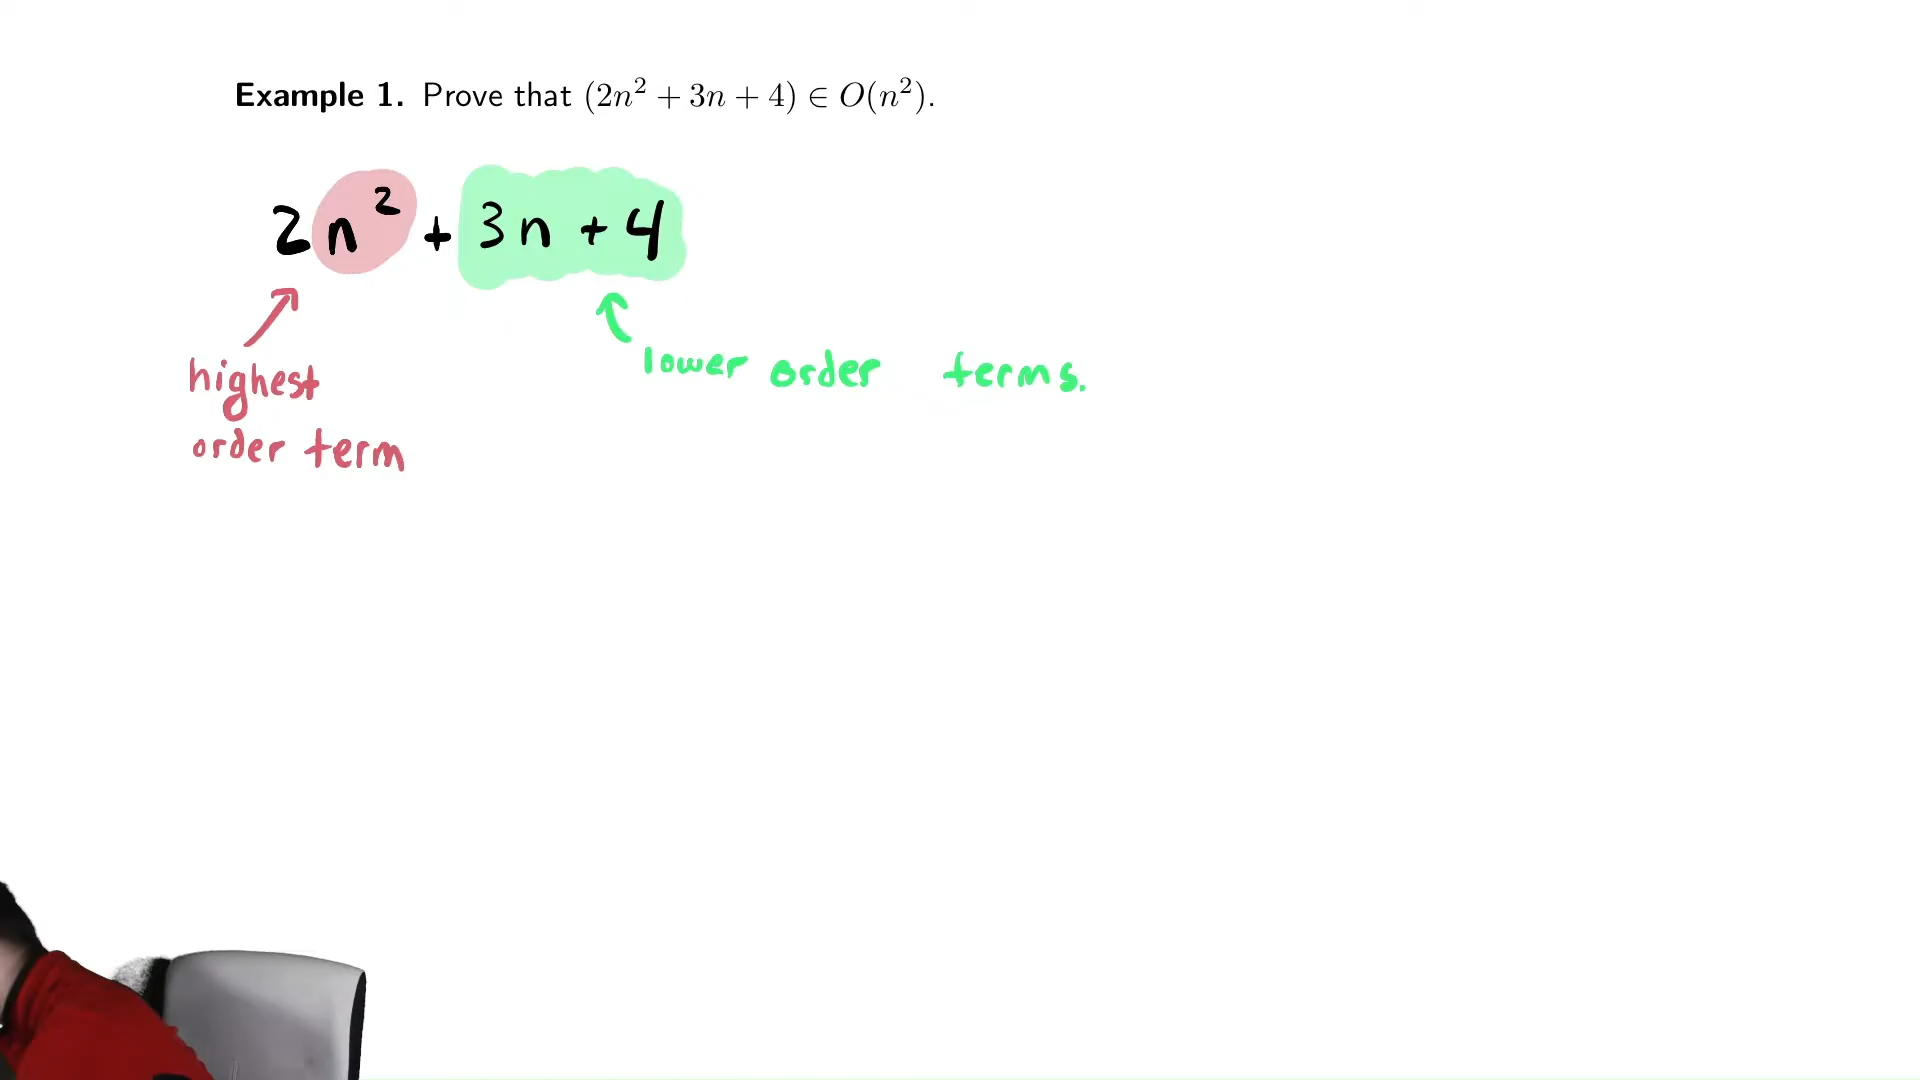 Example 1. Prove that (2n² + 3n + 4) ∈ O(n²).
2n² + 3n + 4
lower order terms.
highest
order term